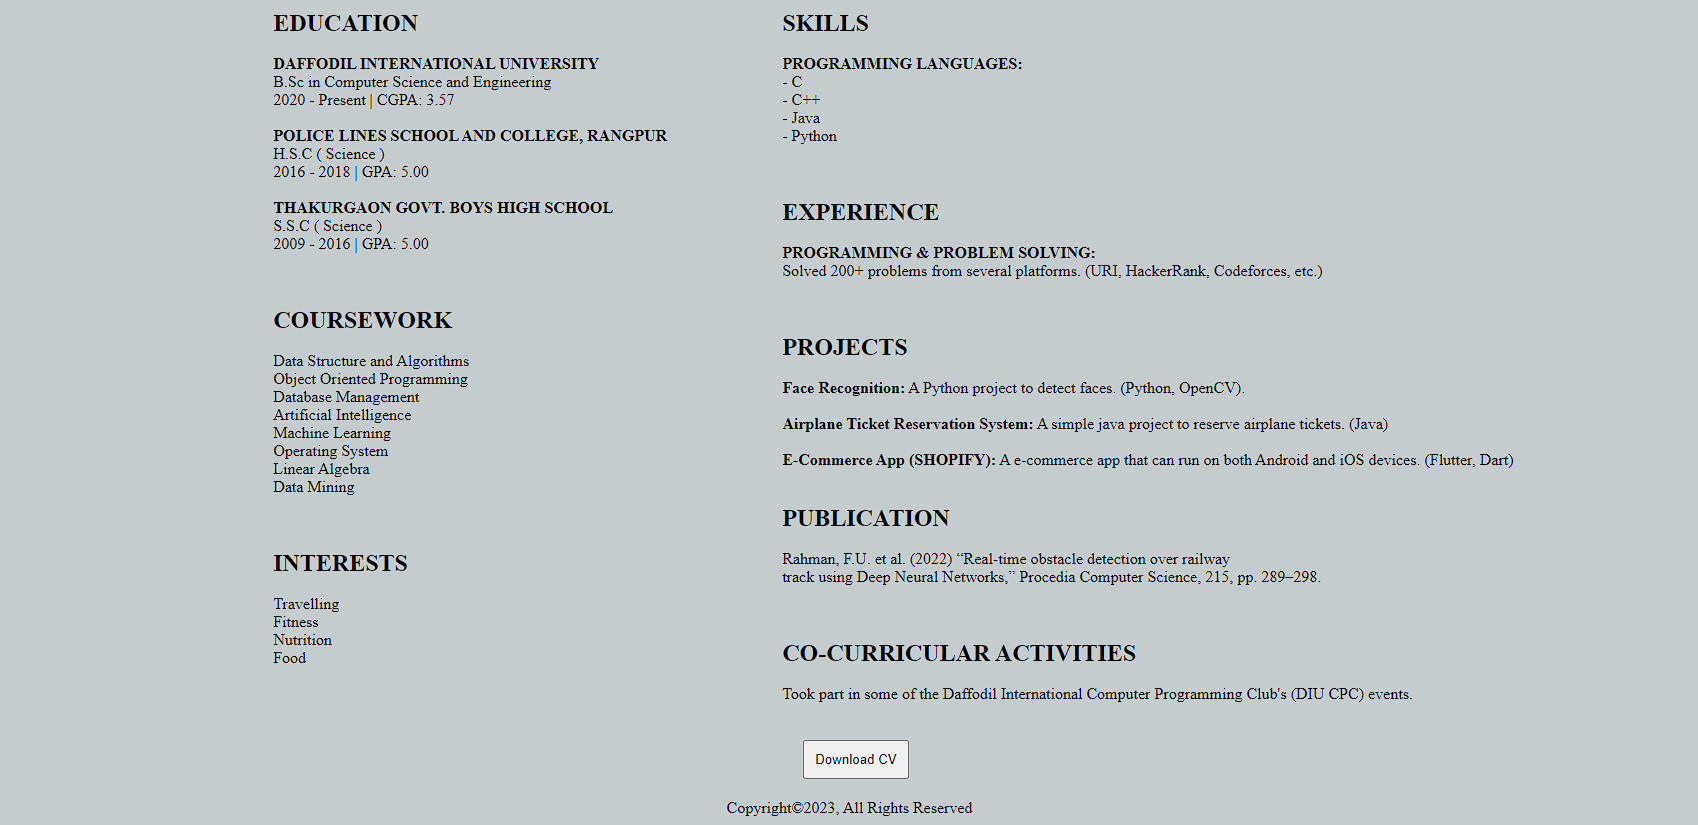 EDUCATION
DAFFODIL INTERNATIONAL UNIVERSITY
B.Sc in Computer Science and Engineering
2020 - Present | CGPA: 3.57
POLICE LINES SCHOOL AND COLLEGE, RANGPUR
H.S.C ( Science )
2016 - 2018 | GPA: 5.00
THAKURGAON GOVT. BOYS HIGH SCHOOL
S.S.C ( Science )
2009 - 2016 | GPA: 5.00
COURSEWORK
Data Structure and Algorithms
Object Oriented Programming
Database Management
Artificial Intelligence
Machine Learning
Operating System
Linear Algebra
Data Mining
INTERESTS
Travelling
Fitness
Nutrition
Food
SKILLS
PROGRAMMING LANGUAGES:
- C
- C++
- Java
- Python
EXPERIENCE
PROGRAMMING & PROBLEM SOLVING:
Solved 200+ problems from several platforms. (URI, HackerRank, Codeforces, etc.)
PROJECTS
Face Recognition: A Python project to detect faces. (Python, OpenCV).
Airplane Ticket Reservation System: A simple java project to reserve airplane tickets. (Java)
E-Commerce App (SHOPIFY): A e-commerce app that can run on both Android and iOS devices. (Flutter, Dart)
PUBLICATION
Rahman, F.U. et al. (2022) “Real-time obstacle detection over railway
track using Deep Neural Networks,” Procedia Computer Science, 215, pp. 289–298.
CO-CURRICULAR ACTIVITIES
Took part in some of the Daffodil International Computer Programming Club's (DIU CPC) events.
Download CV
Copyright©2023, All Rights Reserved